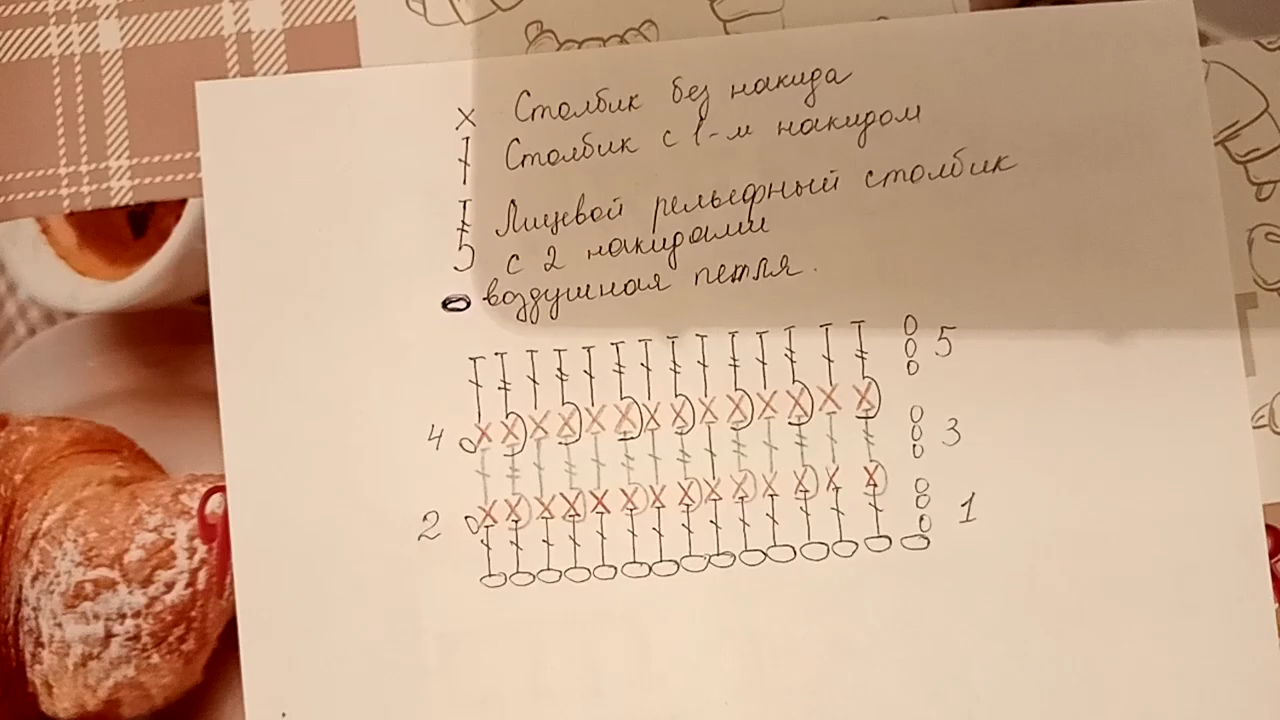 Столбик без накида
Столбик с 1-м накидом
Лицевой рельефный столбик
с 2 накидами
воздушная петля.
5
4
3
2
1